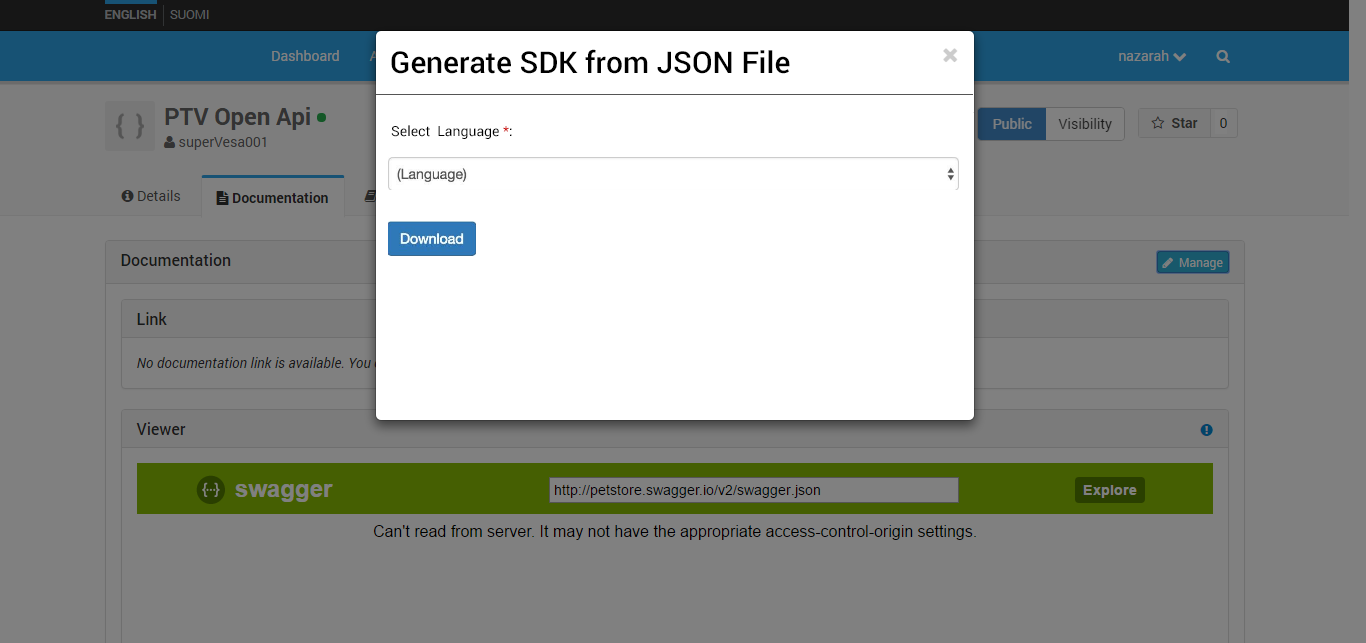 ENGLISH SUOMI
Dashboard A nazarah
Generate SDK from JSON File ×
{ } PTV Open Api
superVesa001
Public Visibility Star 0
Select Language *:
(Language)
Details Documentation
Download
Documentation Manage
Link
No documentation link is available. You
Viewer
{··} swagger http://petstore.swagger.io/v2/swagger.json Explore
Can't read from server. It may not have the appropriate access-control-origin settings.